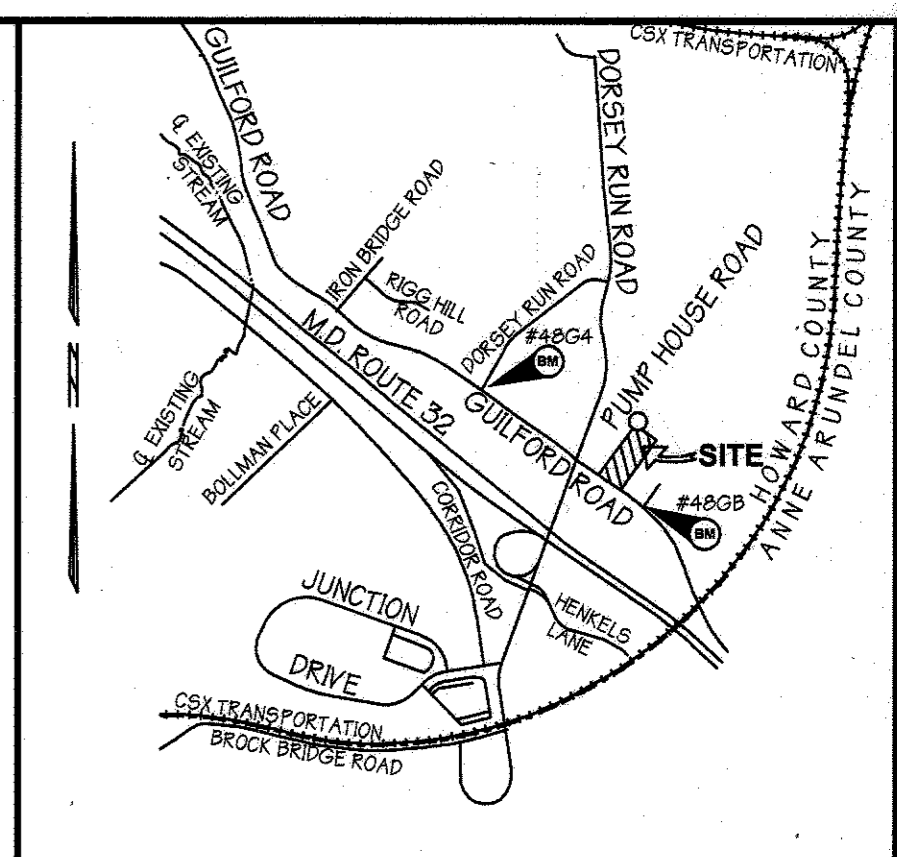 CSX TRANSPORTATION
GUILFORD ROAD
DORSEY RUN ROAD
℄ EXISTING
STREAM
IRON BRIDGE ROAD
RIGG HILL
ROAD
DORSEY RUN ROAD
#48G4
BM
PUMP HOUSE ROAD
HOWARD COUNTY
ANNE ARUNDEL COUNTY
M.D. ROUTE 32
N
GUILFORD ROAD
SITE
℄ EXISTING
STREAM
BOLLMAN PLACE
#48GB
BM
CORRIDOR ROAD
JUNCTION
DRIVE
HENKELS
LANE
CSX TRANSPORTATION
BROCK BRIDGE ROAD